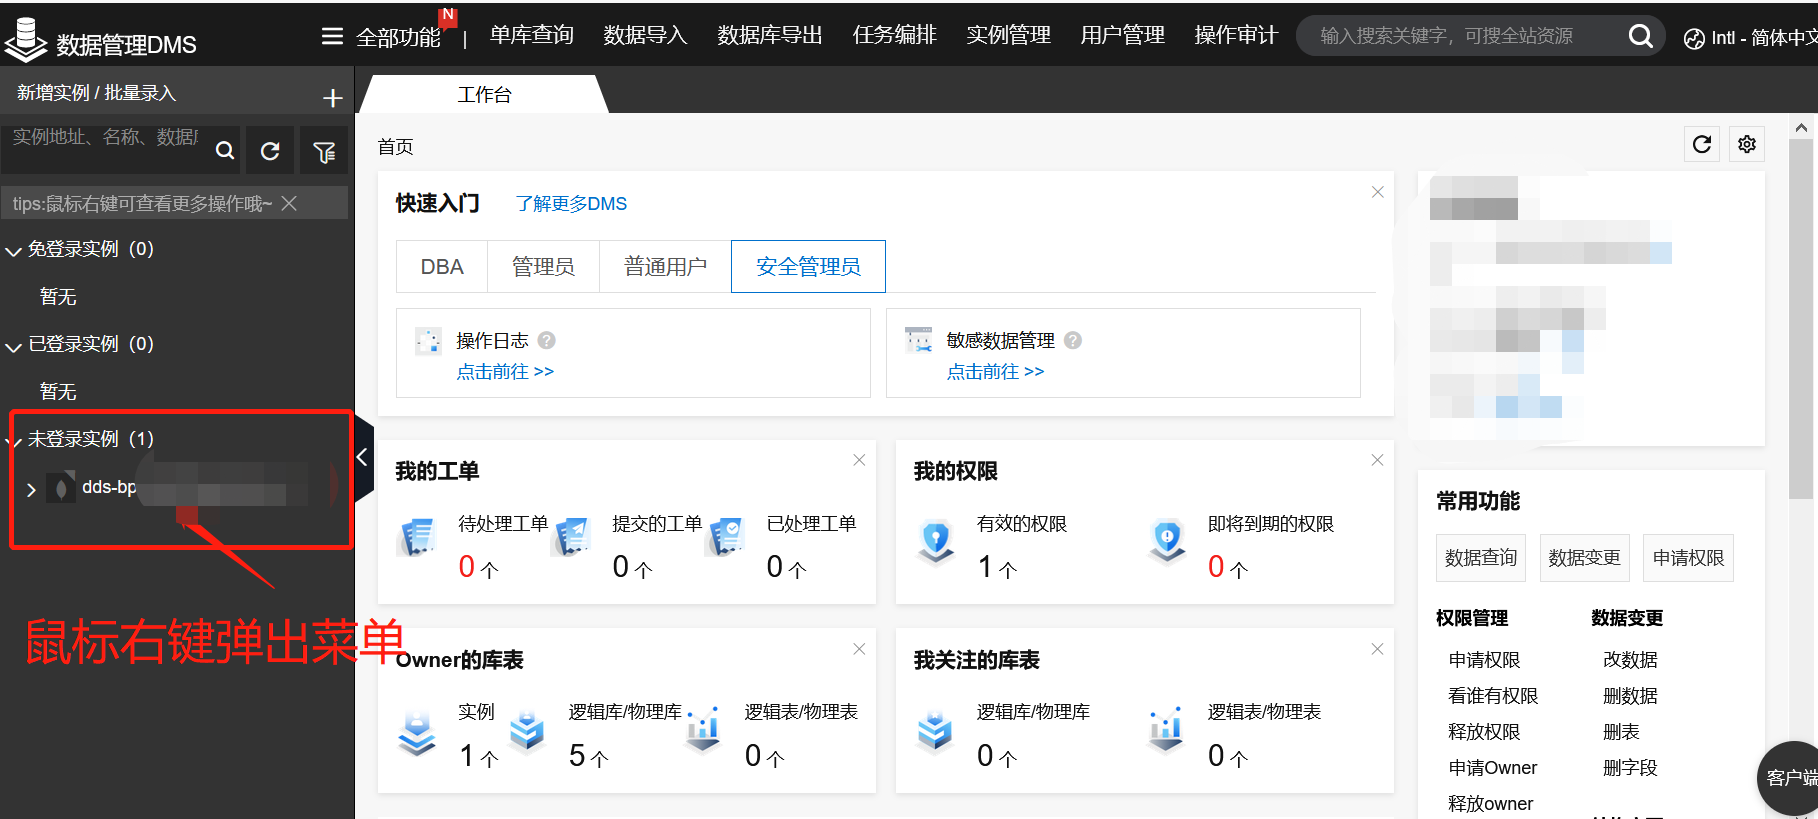 数据管理DMS
全部功能
N
单库查询
数据导入
数据库导出
任务编排
实例管理
用户管理
操作审计
输入搜索关键字，可搜全站资源
Intl - 简体中文
新增实例 / 批量录入
+
实例地址、名称、数据库
tips:鼠标右键可查看更多操作哦~
免登录实例（0）
暂无
已登录实例（0）
暂无
未登录实例（1）
dds-bp
鼠标右键弹出菜单
工作台
首页
快速入门 了解更多DMS
DBA 管理员 普通用户 安全管理员
操作日志 ?
点击前往 >>
敏感数据管理 ?
点击前往 >>
我的工单
待处理工单 提交的工单 已处理工单
0 个 0 个 0 个
我的权限
有效的权限 即将到期的权限
1 个 0 个
Owner的库表
实例 逻辑库/物理库 逻辑表/物理表
1 个 5 个 0 个
我关注的库表
逻辑库/物理库 逻辑表/物理表
0 个 0 个
常用功能
数据查询 数据变更 申请权限
权限管理 数据变更
申请权限 改数据
看谁有权限 删数据
释放权限 删表
申请Owner 删字段
释放owner
客户端